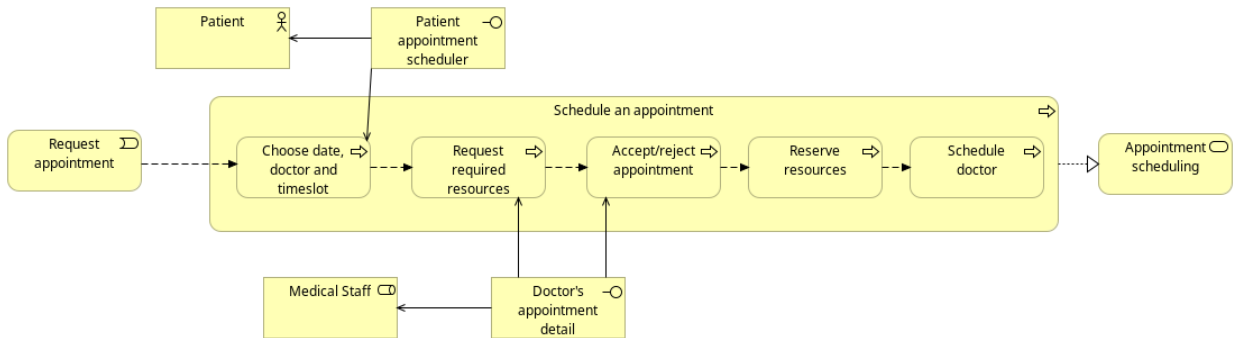 Patient
Patient
appointment
scheduler
Schedule an appointment
Request
appointment
Choose date,
doctor and
timeslot
Request
required
resources
Accept/reject
appointment
Reserve
resources
Schedule
doctor
Appointment
scheduling
Medical Staff
Doctor's
appointment
detail